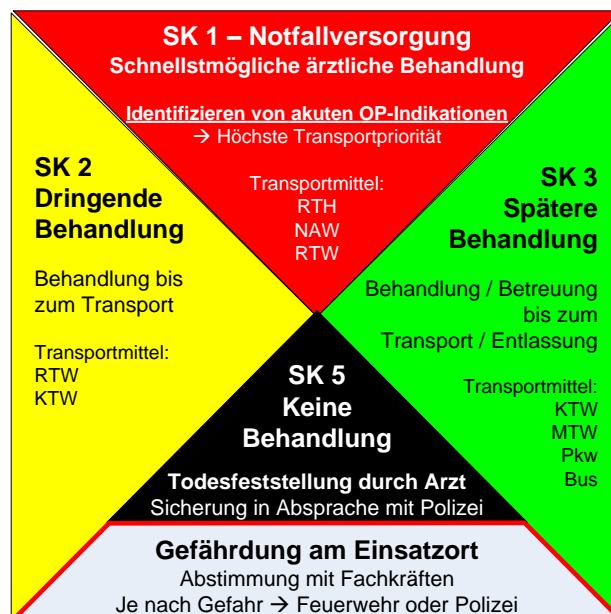 SK 1 – Notfallversorgung
Schnellstmögliche ärztliche Behandlung
Identifizieren von akuten OP-Indikationen
→ Höchste Transportpriorität
Transportmittel:
RTH
NAW
RTW
SK 2
Dringende
Behandlung
Behandlung bis
zum Transport
Transportmittel:
RTW
KTW
SK 3
Spätere
Behandlung
Behandlung / Betreuung
bis zum
Transport / Entlassung
Transportmittel:
KTW
MTW
Pkw
Bus
SK 5
Keine
Behandlung
Todesfeststellung durch Arzt
Sicherung in Absprache mit Polizei
Gefährdung am Einsatzort
Abstimmung mit Fachkräften
Je nach Gefahr → Feuerwehr oder Polizei